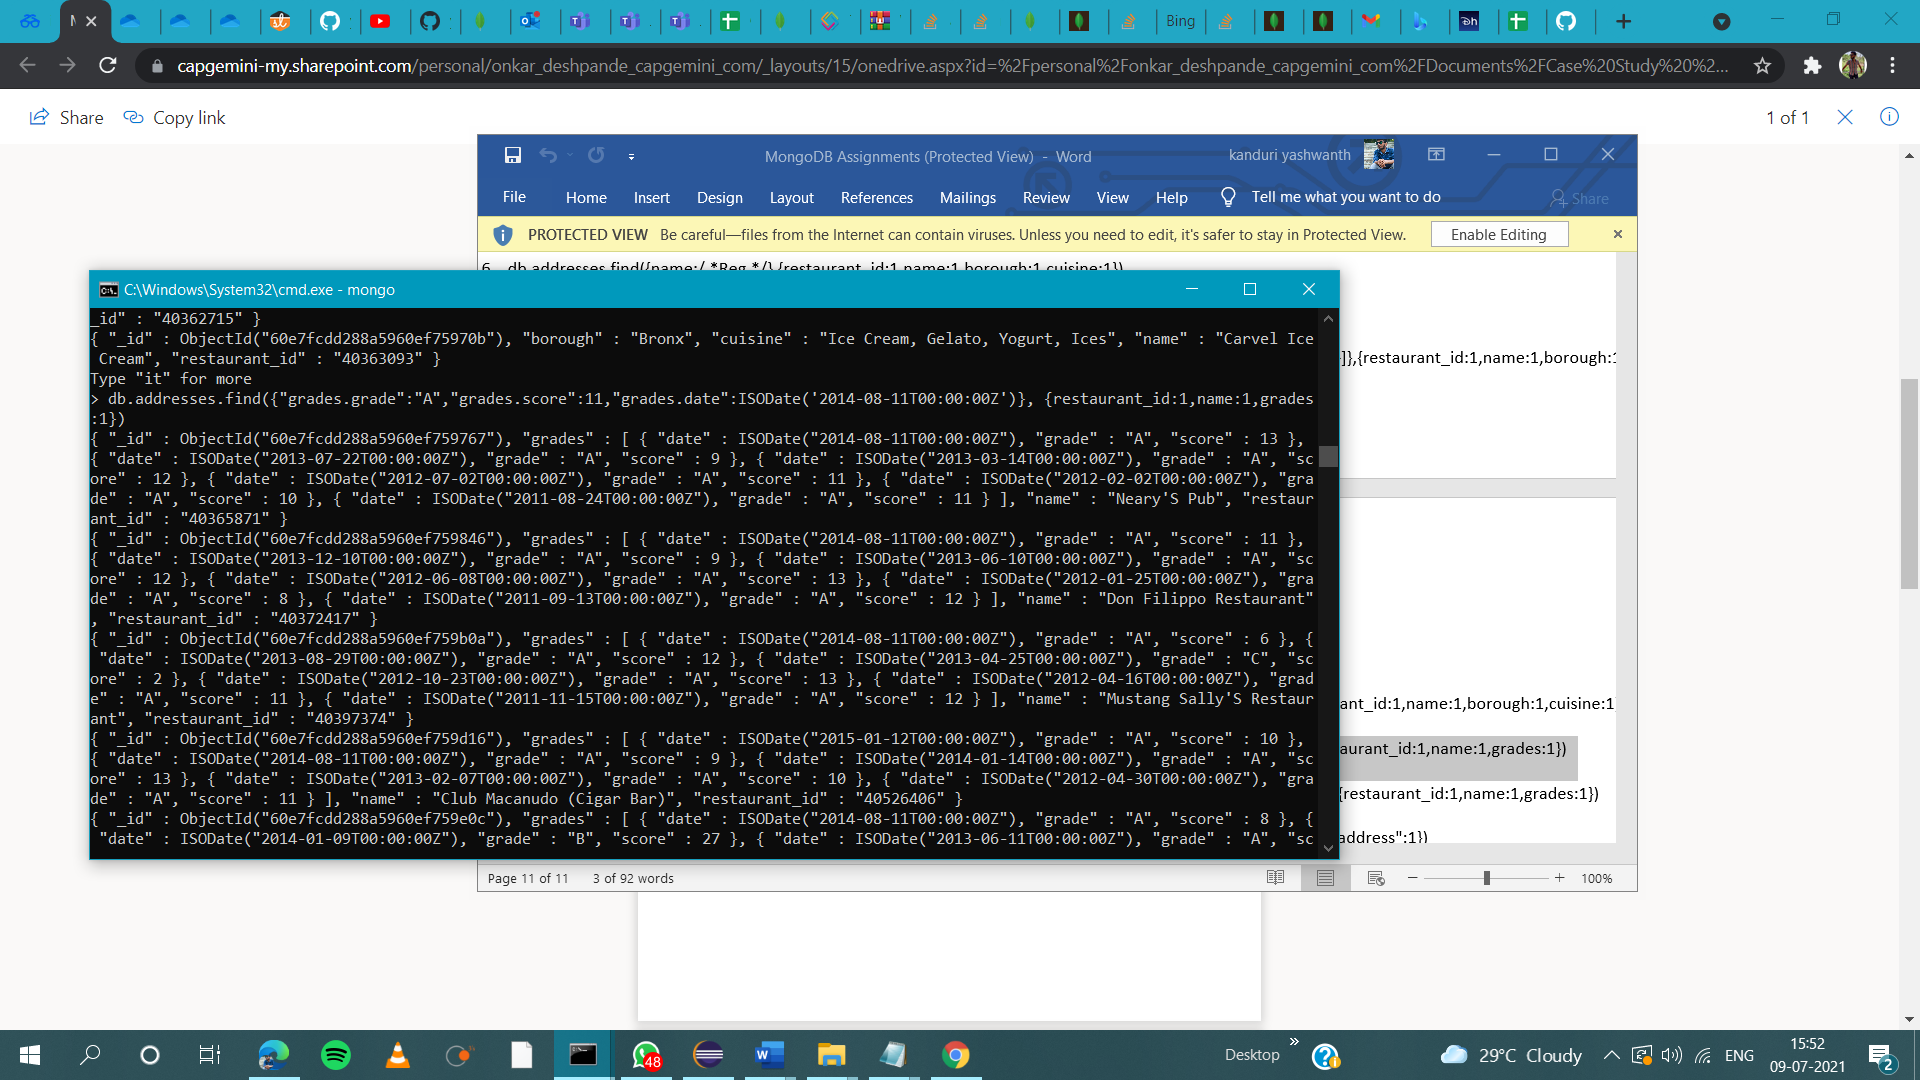 Bing
capgemini-my.sharepoint.com/personal/onkar_deshpande_capgemini_com/_layouts/15/onedrive.aspx?id=%2Fpersonal%2Fonkar_deshpande_capgemini_com%2FDocuments%2FCase%20Study%20%2...
Share Copy link 1 of 1
MongoDB Assignments (Protected View) - Word kanduri yashwanth
File Home Insert Design Layout References Mailings Review View Help Tell me what you want to do Share
PROTECTED VIEW Be careful—files from the Internet can contain viruses. Unless you need to edit, it's safer to stay in Protected View. Enable Editing
6. db.addresses.find({name:/.*Reg.*/},{restaurant_id:1,name:1,borough:1,cuisine:1})
]},{restaurant_id:1,name:1,borough:1
ant_id:1,name:1,borough:1,cuisine:1
aurant_id:1,name:1,grades:1})
{restaurant_id:1,name:1,grades:1})
address":1})
Page 11 of 11 3 of 92 words 100%
C:\Windows\System32\cmd.exe - mongo
_id" : "40362715" }
{ "_id" : ObjectId("60e7fcdd288a5960ef75970b"), "borough" : "Bronx", "cuisine" : "Ice Cream, Gelato, Yogurt, Ices", "name" : "Carvel Ice
Cream", "restaurant_id" : "40363093" }
Type "it" for more
> db.addresses.find({"grades.grade":"A","grades.score":11,"grades.date":ISODate('2014-08-11T00:00:00Z')}, {restaurant_id:1,name:1,grades
:1})
{ "_id" : ObjectId("60e7fcdd288a5960ef759767"), "grades" : [ { "date" : ISODate("2014-08-11T00:00:00Z"), "grade" : "A", "score" : 13 },
{ "date" : ISODate("2013-07-22T00:00:00Z"), "grade" : "A", "score" : 9 }, { "date" : ISODate("2013-03-14T00:00:00Z"), "grade" : "A", "sc
ore" : 12 }, { "date" : ISODate("2012-07-02T00:00:00Z"), "grade" : "A", "score" : 11 }, { "date" : ISODate("2012-02-02T00:00:00Z"), "gra
de" : "A", "score" : 10 }, { "date" : ISODate("2011-08-24T00:00:00Z"), "grade" : "A", "score" : 11 } ], "name" : "Neary'S Pub", "restaur
ant_id" : "40365871" }
{ "_id" : ObjectId("60e7fcdd288a5960ef759846"), "grades" : [ { "date" : ISODate("2014-08-11T00:00:00Z"), "grade" : "A", "score" : 11 },
{ "date" : ISODate("2013-12-10T00:00:00Z"), "grade" : "A", "score" : 9 }, { "date" : ISODate("2013-06-10T00:00:00Z"), "grade" : "A", "sc
ore" : 12 }, { "date" : ISODate("2012-06-08T00:00:00Z"), "grade" : "A", "score" : 13 }, { "date" : ISODate("2012-01-25T00:00:00Z"), "gra
de" : "A", "score" : 8 }, { "date" : ISODate("2011-09-13T00:00:00Z"), "grade" : "A", "score" : 12 } ], "name" : "Don Filippo Restaurant"
, "restaurant_id" : "40372417" }
{ "_id" : ObjectId("60e7fcdd288a5960ef759b0a"), "grades" : [ { "date" : ISODate("2014-08-11T00:00:00Z"), "grade" : "A", "score" : 6 }, {
"date" : ISODate("2013-08-29T00:00:00Z"), "grade" : "A", "score" : 12 }, { "date" : ISODate("2013-04-25T00:00:00Z"), "grade" : "C", "sc
ore" : 2 }, { "date" : ISODate("2012-10-23T00:00:00Z"), "grade" : "A", "score" : 13 }, { "date" : ISODate("2012-04-16T00:00:00Z"), "grad
e" : "A", "score" : 11 }, { "date" : ISODate("2011-11-15T00:00:00Z"), "grade" : "A", "score" : 12 } ], "name" : "Mustang Sally'S Restaur
ant", "restaurant_id" : "40397374" }
{ "_id" : ObjectId("60e7fcdd288a5960ef759d16"), "grades" : [ { "date" : ISODate("2015-01-12T00:00:00Z"), "grade" : "A", "score" : 10 },
{ "date" : ISODate("2014-08-11T00:00:00Z"), "grade" : "A", "score" : 9 }, { "date" : ISODate("2014-01-14T00:00:00Z"), "grade" : "A", "sc
ore" : 13 }, { "date" : ISODate("2013-02-07T00:00:00Z"), "grade" : "A", "score" : 10 }, { "date" : ISODate("2012-04-30T00:00:00Z"), "gra
de" : "A", "score" : 11 } ], "name" : "Club Macanudo (Cigar Bar)", "restaurant_id" : "40526406" }
{ "_id" : ObjectId("60e7fcdd288a5960ef759e0c"), "grades" : [ { "date" : ISODate("2014-08-11T00:00:00Z"), "grade" : "A", "score" : 8 }, {
"date" : ISODate("2014-01-09T00:00:00Z"), "grade" : "B", "score" : 27 }, { "date" : ISODate("2013-06-11T00:00:00Z"), "grade" : "A", "sc
48 Desktop 29°C Cloudy ENG 15:52
09-07-2021 2